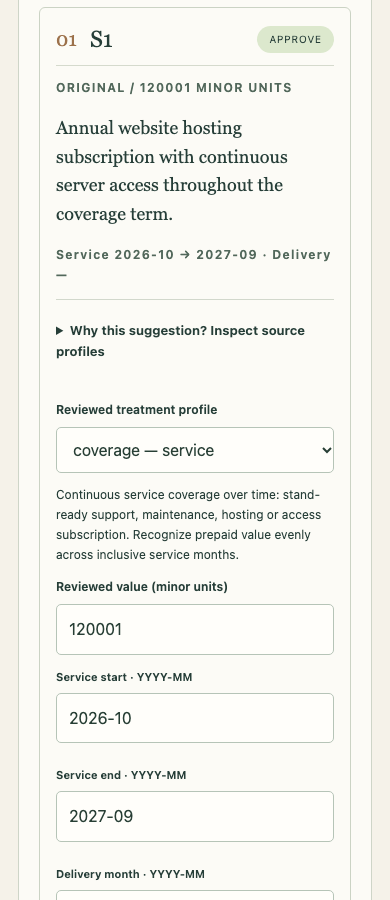 01 S1 APPROVE
ORIGINAL / 120001 MINOR UNITS
Annual website hosting
subscription with continuous
server access throughout the
coverage term.
Service 2026-10 → 2027-09 · Delivery
—
▶ Why this suggestion? Inspect source
profiles
Reviewed treatment profile
coverage — service
Continuous service coverage over time: stand-
ready support, maintenance, hosting or access
subscription. Recognize prepaid value evenly
across inclusive service months.
Reviewed value (minor units)
120001
Service start · YYYY-MM
2026-10
Service end · YYYY-MM
2027-09
Delivery month · YYYY-MM